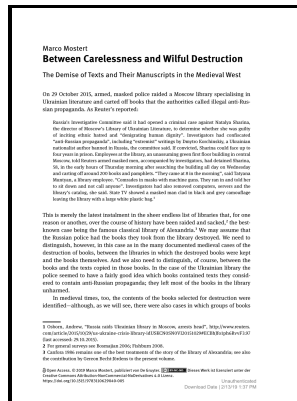 Marco Mostert
Between Carelessness and Wilful Destruction
The Demise of Texts and Their Manuscripts in the Medieval West
On 29 October 2015, armed, masked police raided a Moscow library specialising in
Ukrainian literature and carted off books that the authorities called illegal anti-Rus-
sian propaganda. As Reuter's reported:
Russia's Investigative Committee said it had opened a criminal case against Natalya Sharina,
the director of Moscow's Library of Ukrainian Literature, to determine whether she was guilty
of inciting ethnic hatred and "denigrating human dignity". Investigators had confiscated
"anti-Russian propaganda", including "extremist" writings by Dmytro Korchinsky, a Ukrainian
nationalist author banned in Russia, the committee said. If convicted, Sharina could face up to
four years in prison. Employees at the library, an unassuming green first floor building in central
Moscow, told Reuters armed masked men, accompanied by investigators, had detained Sharina,
58, in the early hours of Thursday morning after searching the building all day on Wednesday,
and carting off around 200 books and pamphlets. "They came at 8 in the morning", said Tatyana
Muntyan, a library employee. "Comrades in masks with machine guns. They ran in and told her
to sit down and not call anyone". Investigators had also removed computers, servers and the
library's catalog, she said. State TV showed a masked man clad in black and grey camouflage
leaving the library with a large white plastic bag.¹
This is merely the latest instalment in the sheer endless list of libraries that, for one
reason or another, over the course of history have been raided and sacked,² the best-
known case being the famous classical library of Alexandria.³ We may assume that
the Russian police had the books they took from the library destroyed. We need to
distinguish, however, in this case as in the many documented medieval cases of the
destruction of books, between the libraries in which the destroyed books were kept
and the books themselves. And we also need to distinguish, of course, between the
books and the texts copied in those books. In the case of the Ukrainian library the
police seemed to have a fairly good idea which books contained texts they consid-
ered to contain anti-Russian propaganda; they left most of the books in the library
unharmed.
In medieval times, too, the contents of the books selected for destruction were
identified – although, as we will see, there were also cases in which groups of books
1 Osborn, Andrew, "Russia raids Ukrainian library in Moscow, arrests head", http://www.reuters.
(last accessed: 29.10.2015).
2 For general surveys see Rozmanian 2006; Fishburn 2008.
3 Canfora 1986 remains one of the best treatments of the story of the library of Alexandria, see also
the contribution by Gereon Becht-Jördens to the present volume.
Open Access. © 2019 Marco Mostert, published by De Gruyter. Dieses Werk ist lizenziert unter der
Creative Commons Attribution-NonCommercial-NoDerivatives 4.0 Lizenz.
https://doi.org/10.1515/9783110629040-005
Unauthenticated
Download Date | 2/13/19 1:37 PM